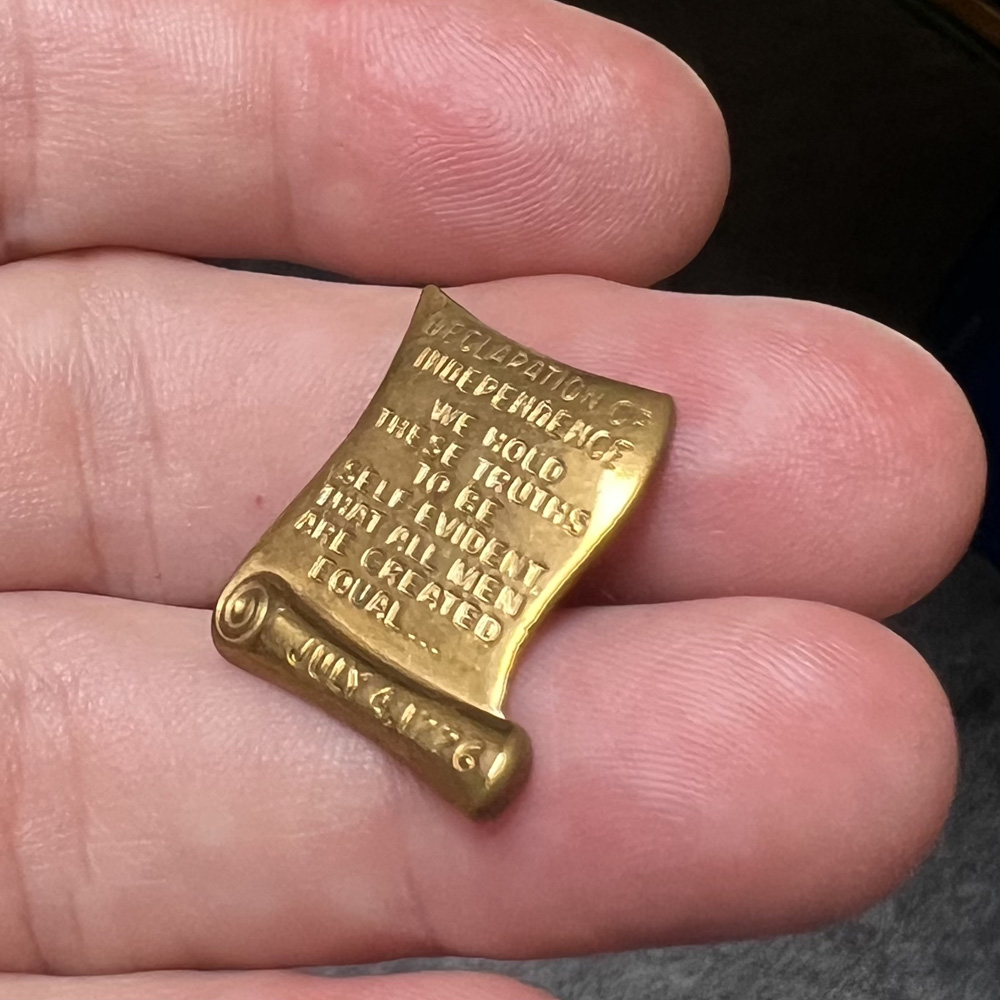 DECLARATION OF
INDEPENDENCE
WE HOLD
THESE TRUTHS
TO BE
SELF EVIDENT,
THAT ALL MEN
ARE CREATED
EQUAL...
JULY 4, 1776